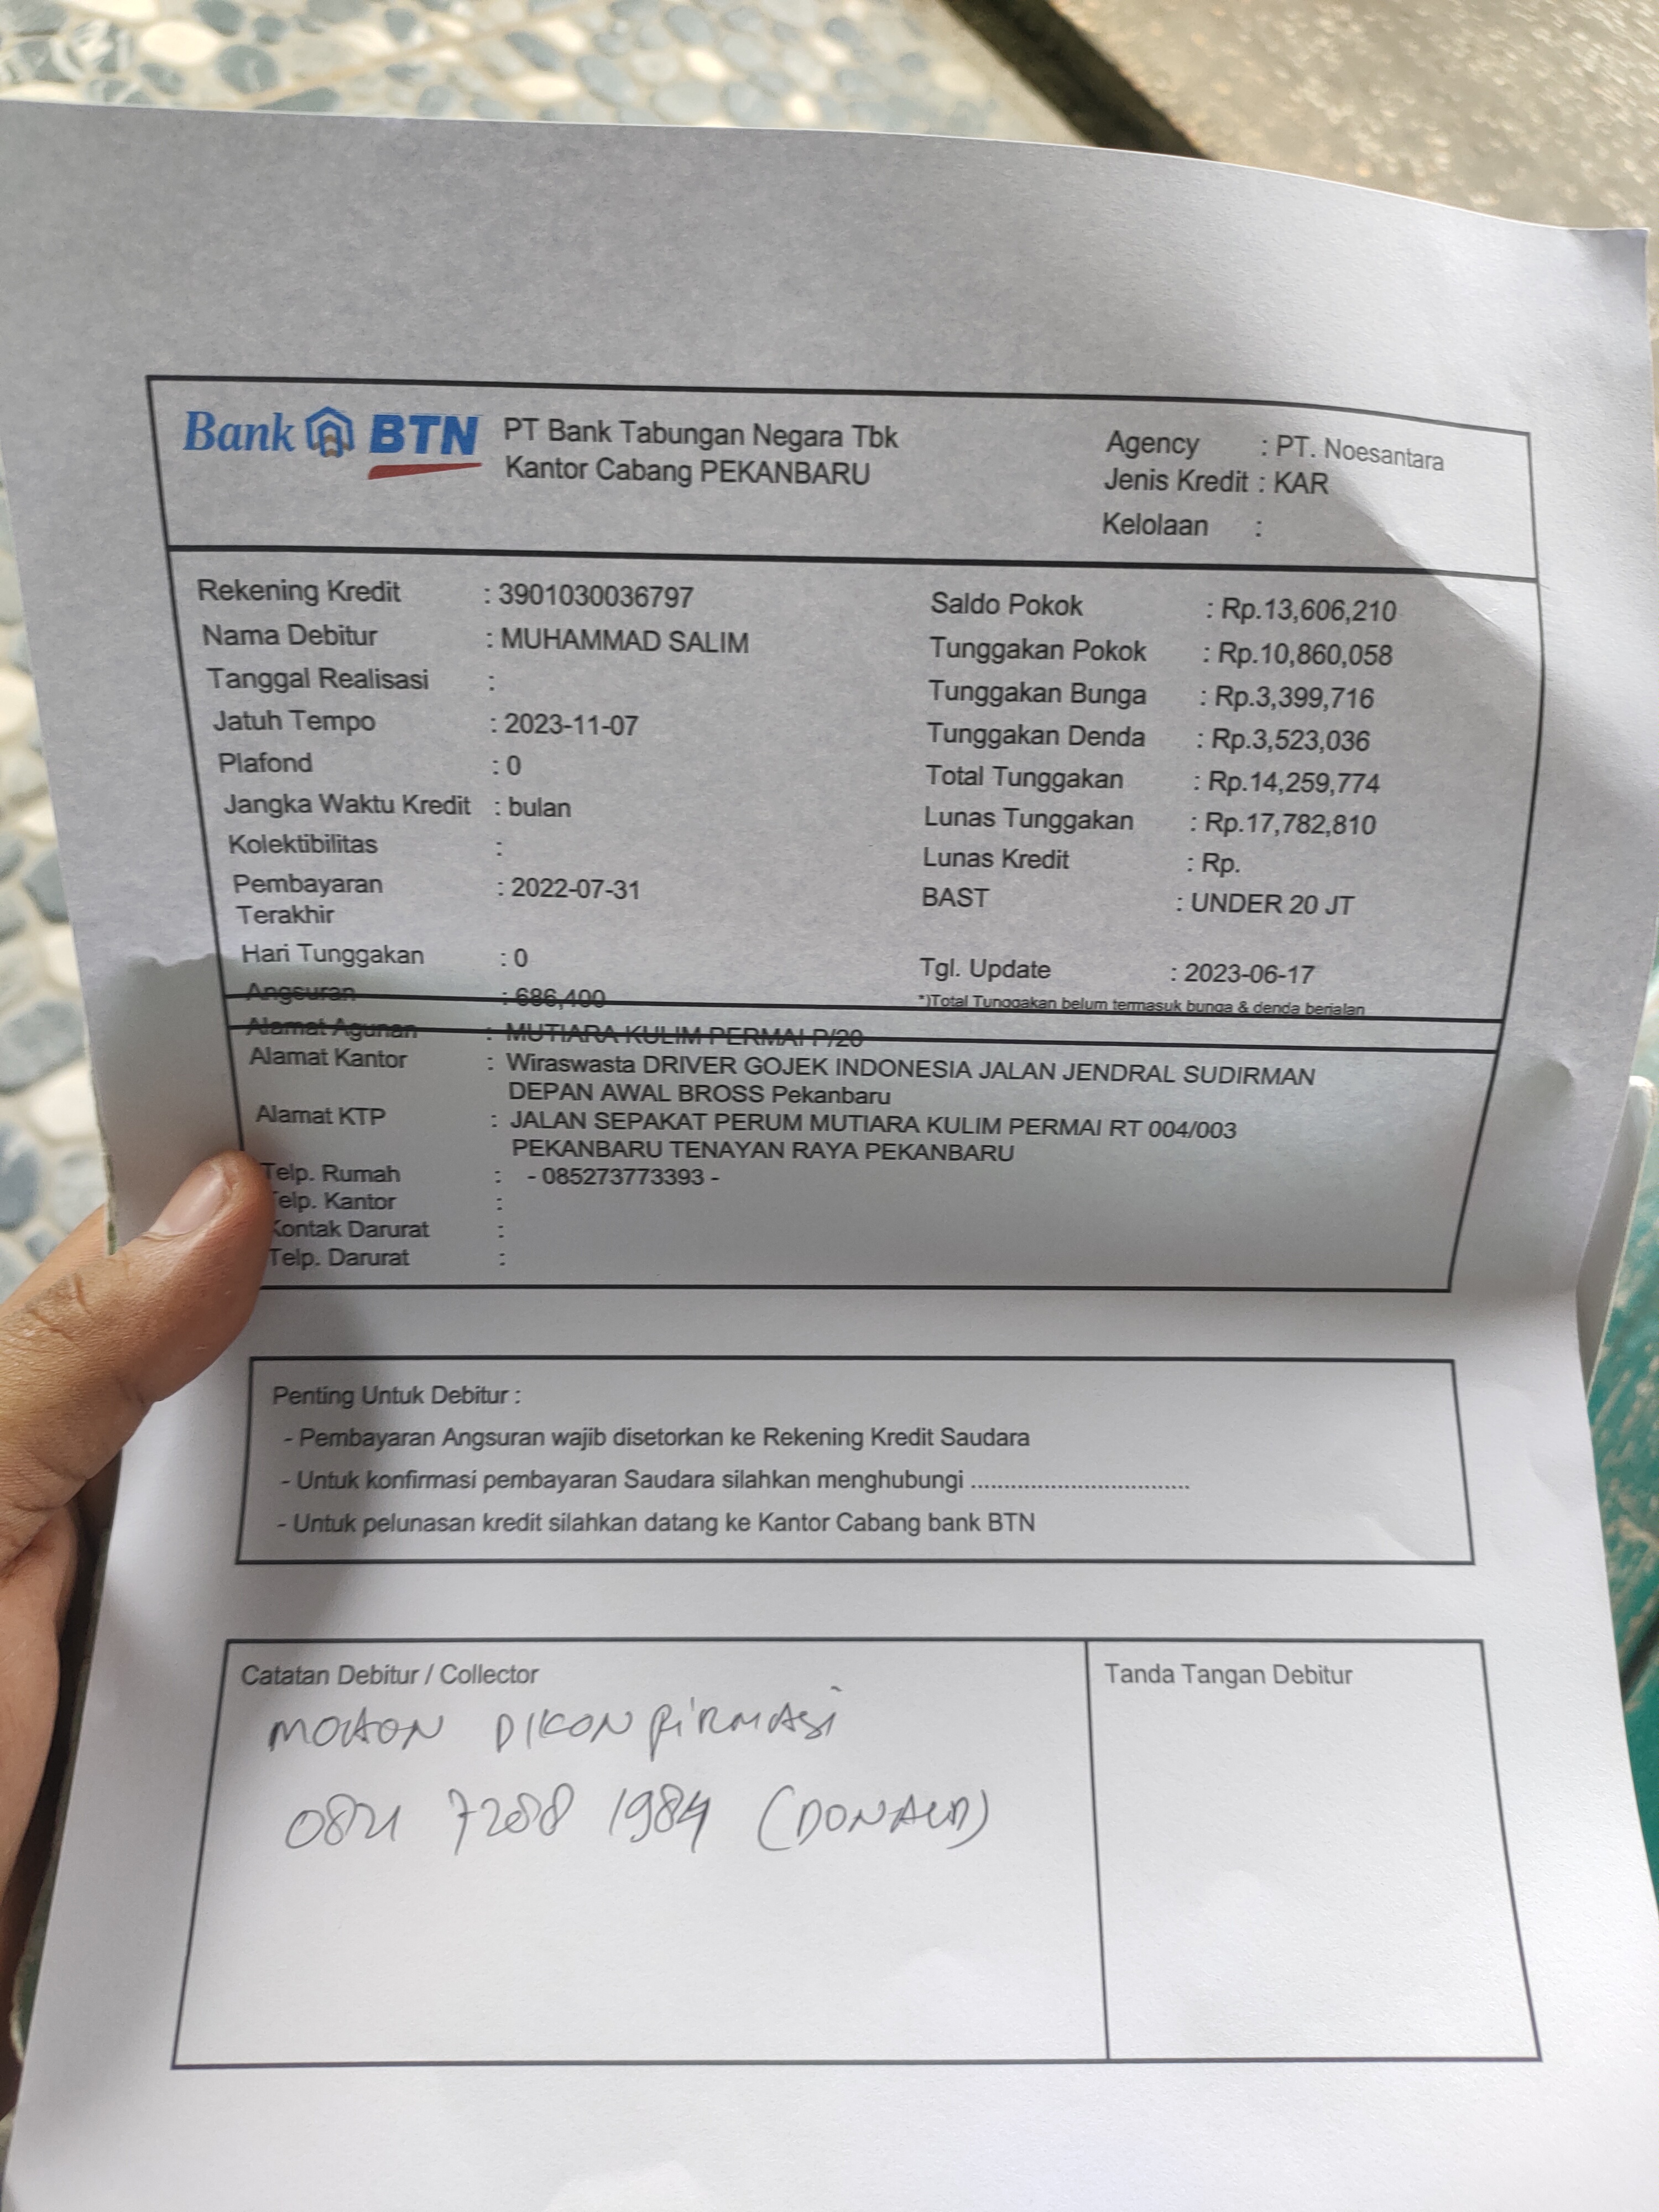 Bank BTN PT Bank Tabungan Negara Tbk
Kantor Cabang PEKANBARU
Agency : PT. Noesantara
Jenis Kredit : KAR
Kelolaan :
Rekening Kredit : 3901030036797
Nama Debitur : MUHAMMAD SALIM
Tanggal Realisasi :
Jatuh Tempo : 2023-11-07
Plafond : 0
Jangka Waktu Kredit : bulan
Kolektibilitas :
Pembayaran Terakhir : 2022-07-31
Hari Tunggakan : 0
Angsuran : 686,400
Saldo Pokok : Rp.13,606,210
Tunggakan Pokok : Rp.10,860,058
Tunggakan Bunga : Rp.3,399,716
Tunggakan Denda : Rp.3,523,036
Total Tunggakan : Rp.14,259,774
Lunas Tunggakan : Rp.17,782,810
Lunas Kredit : Rp.
BAST : UNDER 20 JT
Tgl. Update : 2023-06-17
*)Total Tunggakan belum termasuk bunga & denda berjalan
Alamat Agunan : MUTIARA KULIM PERMAI P/20
Alamat Kantor : Wiraswasta DRIVER GOJEK INDONESIA JALAN JENDRAL SUDIRMAN
DEPAN AWAL BROSS Pekanbaru
Alamat KTP : JALAN SEPAKAT PERUM MUTIARA KULIM PERMAI RT 004/003
PEKANBARU TENAYAN RAYA PEKANBARU
Telp. Rumah : - 085273773393 -
Telp. Kantor :
Kontak Darurat :
Telp. Darurat :
Penting Untuk Debitur :
- Pembayaran Angsuran wajib disetorkan ke Rekening Kredit Saudara
- Untuk konfirmasi pembayaran Saudara silahkan menghubungi .................................
- Untuk pelunasan kredit silahkan datang ke Kantor Cabang bank BTN
Catatan Debitur / Collector
MOHON DIKONFIRMASI
0821 7288 1984 (DONALD)
Tanda Tangan Debitur